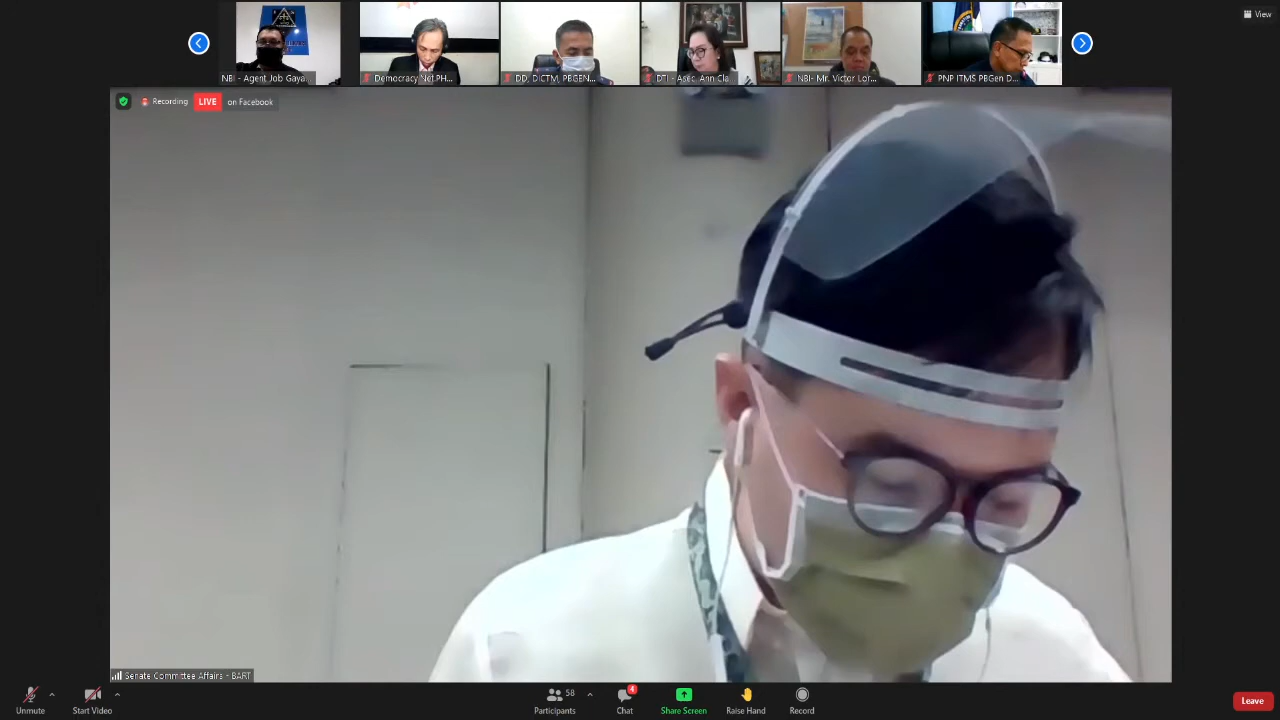 View
NBI - Agent Job Gaya...
Democracy Net.PH...
DD, DICTM, PBGEN...
DTI - Asec. Ann Cla...
NBI- Mr. Victor Lor...
PNP ITMS PBGen D...
Recording LIVE on Facebook
Senate Committee Affairs - BART
Unmute
Start Video
58
Participants
4
Chat
Share Screen
Raise Hand
Record
Leave